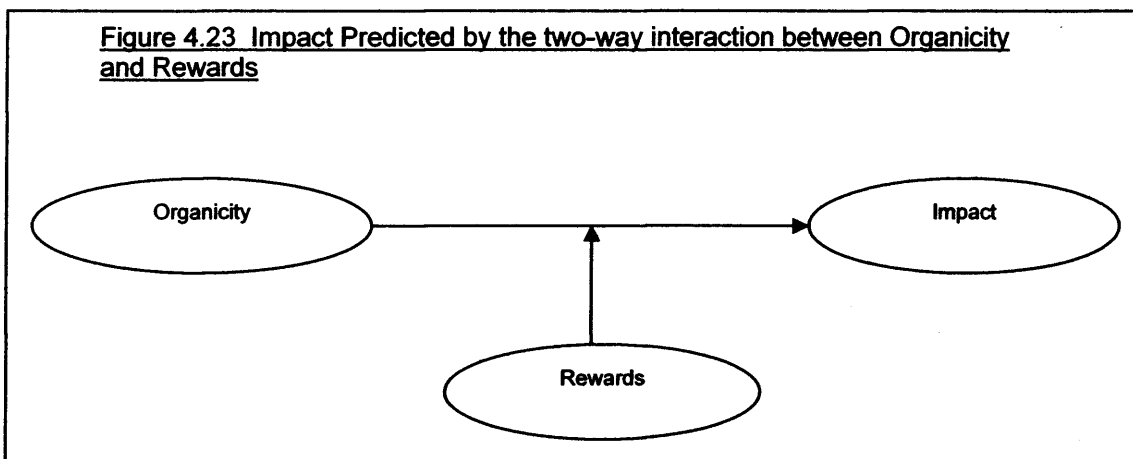 Figure 4.23 Impact Predicted by the two-way interaction between Organicity
and Rewards
Organicity
Impact
Rewards